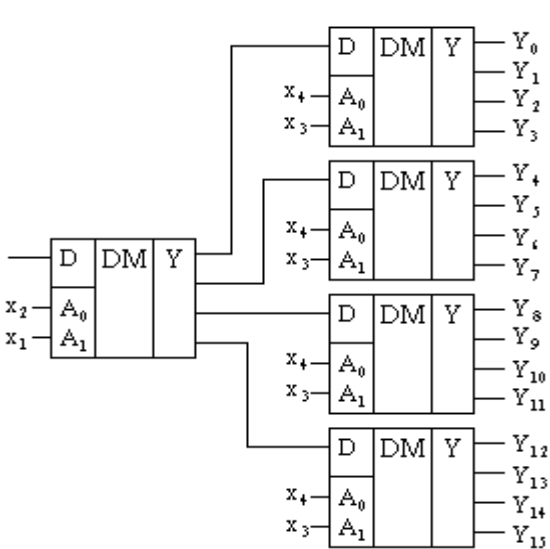 D DM Y Y₀
Y₁
x₄ A₀ Y₂
x₃ A₁ Y₃
D DM Y Y₄
Y₅
x₄ A₀ Y₆
x₃ A₁ Y₇
D DM Y
x₂ A₀
x₁ A₁
D DM Y Y₈
Y₉
x₄ A₀ Y₁₀
x₃ A₁ Y₁₁
D DM Y Y₁₂
Y₁₃
x₄ A₀ Y₁₄
x₃ A₁ Y₁₅